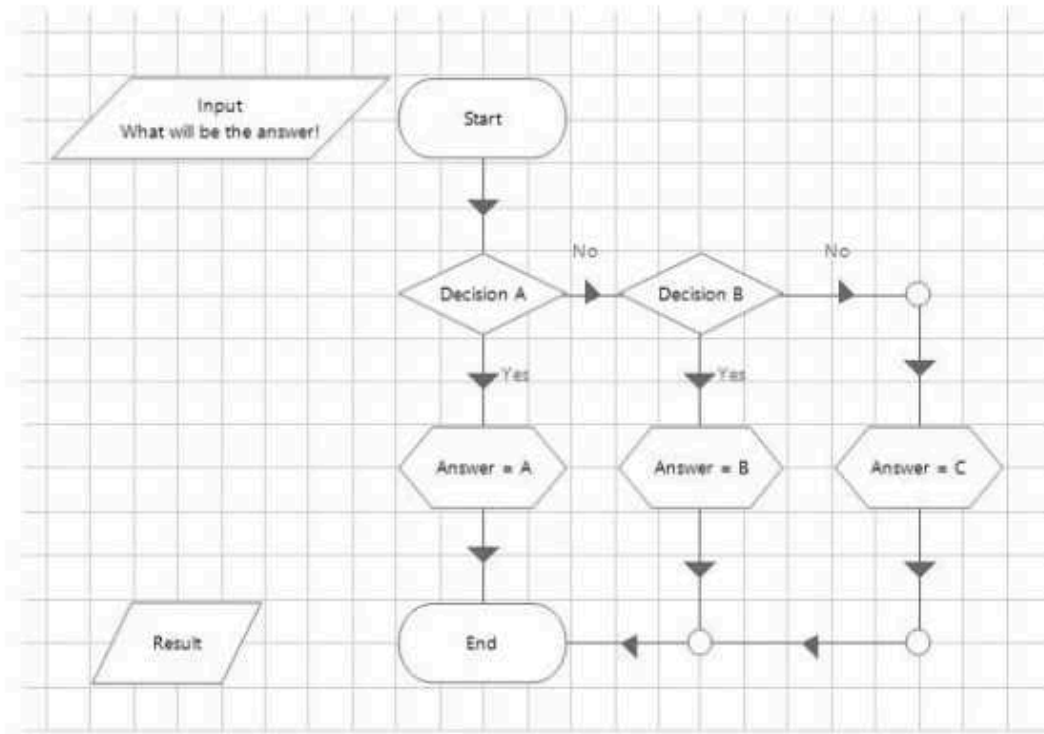 Input
What will be the answer!
Start
No
No
Decision A
Decision B
Yes
Yes
Answer = A
Answer = B
Answer = C
Result
End